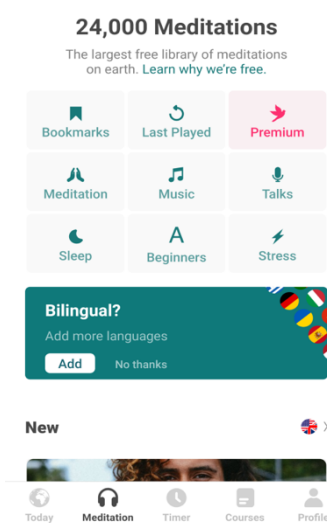 24,000 Meditations
The largest free library of meditations
on earth. Learn why we're free.
Bookmarks
Last Played
Premium
Meditation
Music
Talks
Sleep
A
Beginners
Stress
Bilingual?
Add more languages
Add
No thanks
New
Today
Meditation
Timer
Courses
Profile